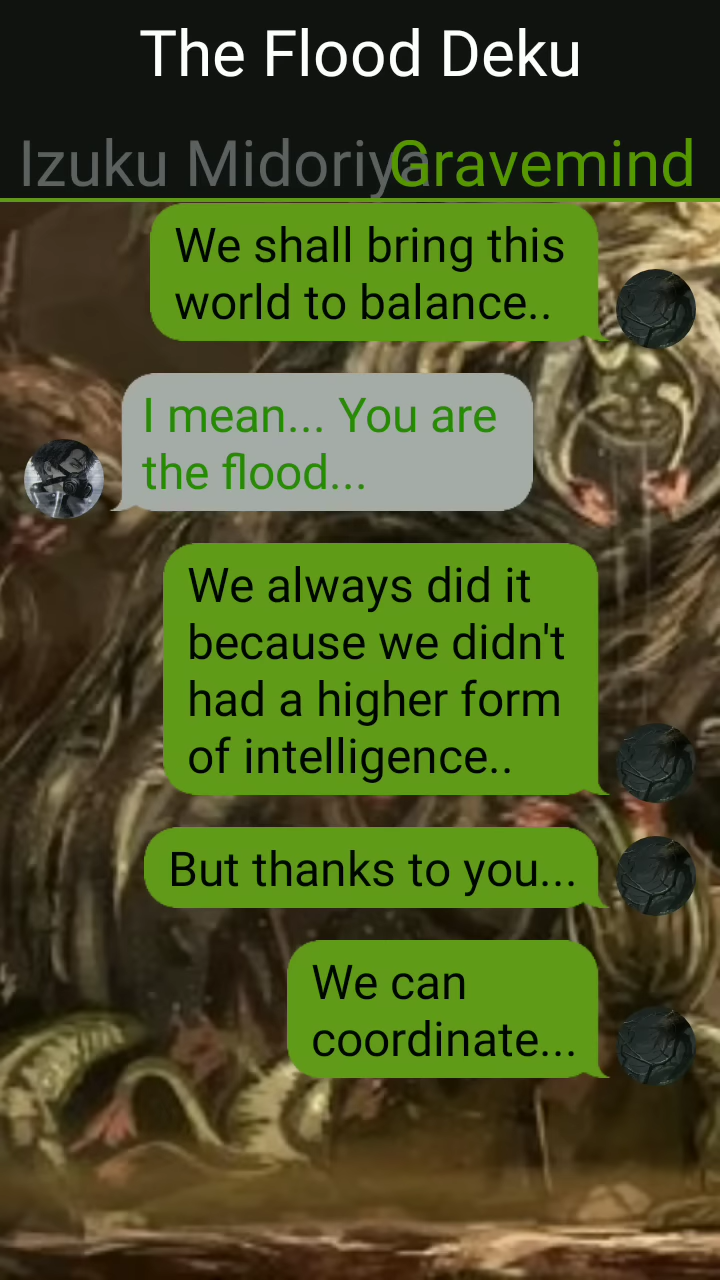 The Flood Deku
Izuku Midoriya Gravemind
We shall bring this
world to balance..
I mean... You are
the flood...
We always did it
because we didn't
had a higher form
of intelligence..
But thanks to you...
We can
coordinate...